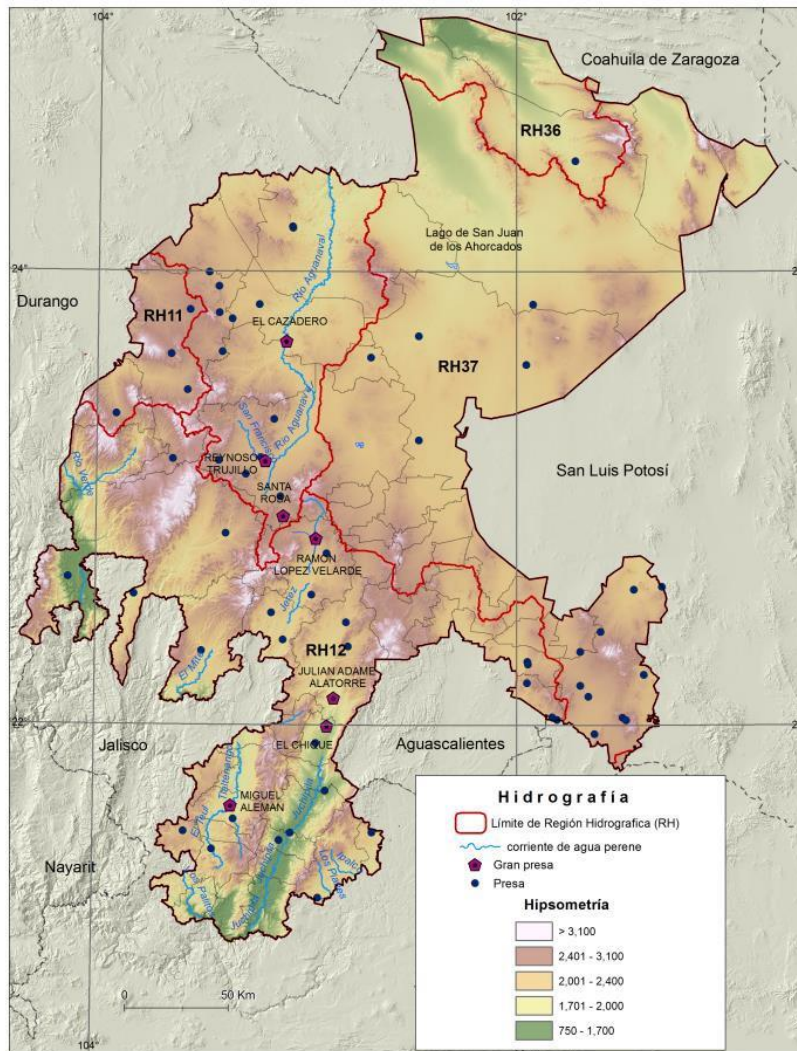 104°
102°
Coahuila de Zaragoza
RH36
Lago de San Juan
de los Ahorcados
24°
Durango
Río Aguanaval
RH11
EL CAZADERO
RH37
Río Aguanaval
San Francisco
REYNOSO
TRUJILLO
Río Verde
SANTA
ROSA
San Luis Potosí
RAMON
LOPEZ VELARDE
Jerez
RH12
JULIAN ADAME
ALATORRE
22°
Jalisco
EL CHIQUE
Aguascalientes
Tlaltenango
MIGUEL
ALEMAN
El Teul
Juchipila
Nayarit
Juchipila
Juchipila
104°
0
50 Km
Hidrografía
Límite de Región Hidrografica (RH)
corriente de agua perene
Gran presa
Presa
Hipsometría
> 3,100
2,401 - 3,100
2,001 - 2,400
1,701 - 2,000
750 - 1,700